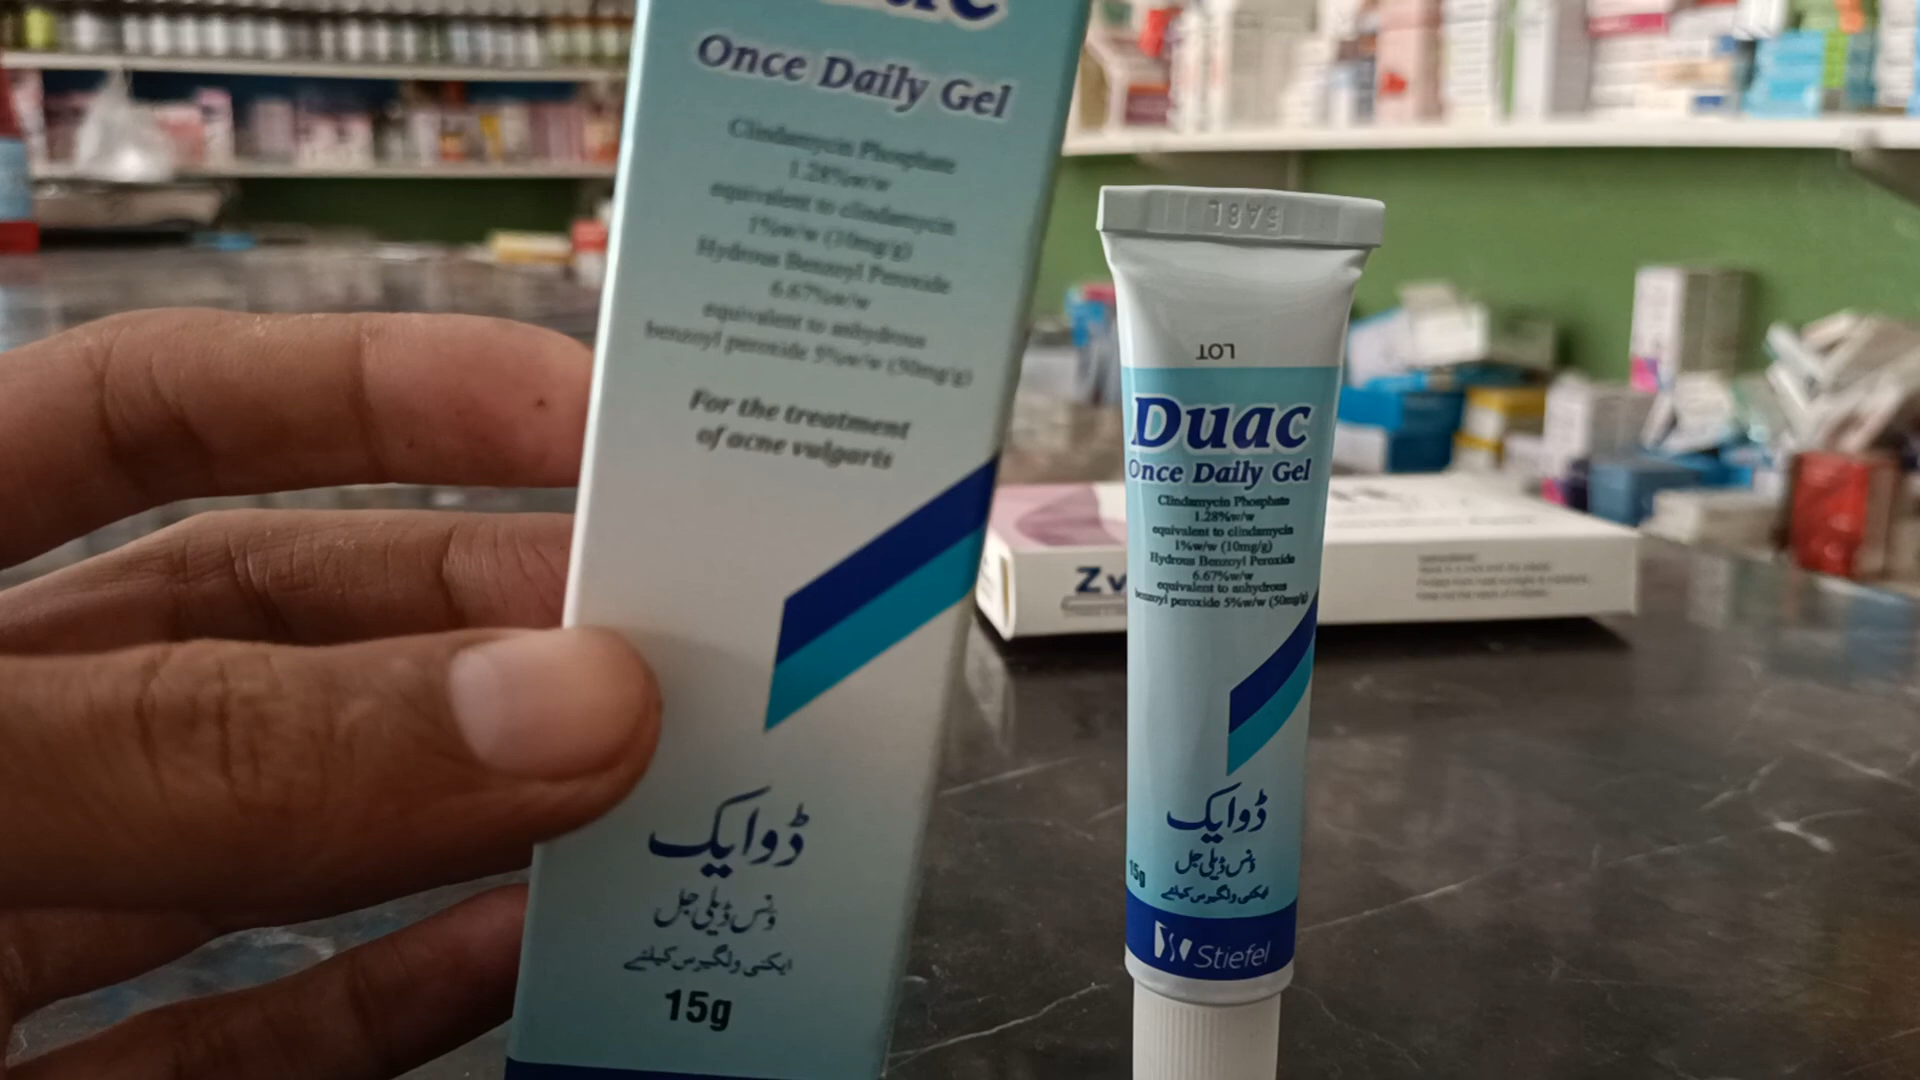 Once Daily Gel
Clindamycin Phosphate
1.28%w/w
equivalent to clindamycin
1%w/w (10mg/g)
Hydrous Benzoyl Peroxide
6.67%w/w
equivalent to anhydrous
benzoyl peroxide 5%w/w (50mg/g)
For the treatment
of acne vulgaris
ڈوایک
ونس ڈیلی جل
ایکنی ولگیرس کیلئے
15g
LOT
Duac
Once Daily Gel
Clindamycin Phosphate
1.28%w/w
equivalent to clindamycin
1%w/w (10mg/g)
Hydrous Benzoyl Peroxide
6.67%w/w
equivalent to anhydrous
benzoyl peroxide 5%w/w (50mg/g)
ڈوایک
ونس ڈیلی جل
ایکنی ولگیرس کیلئے
15g
Stiefel